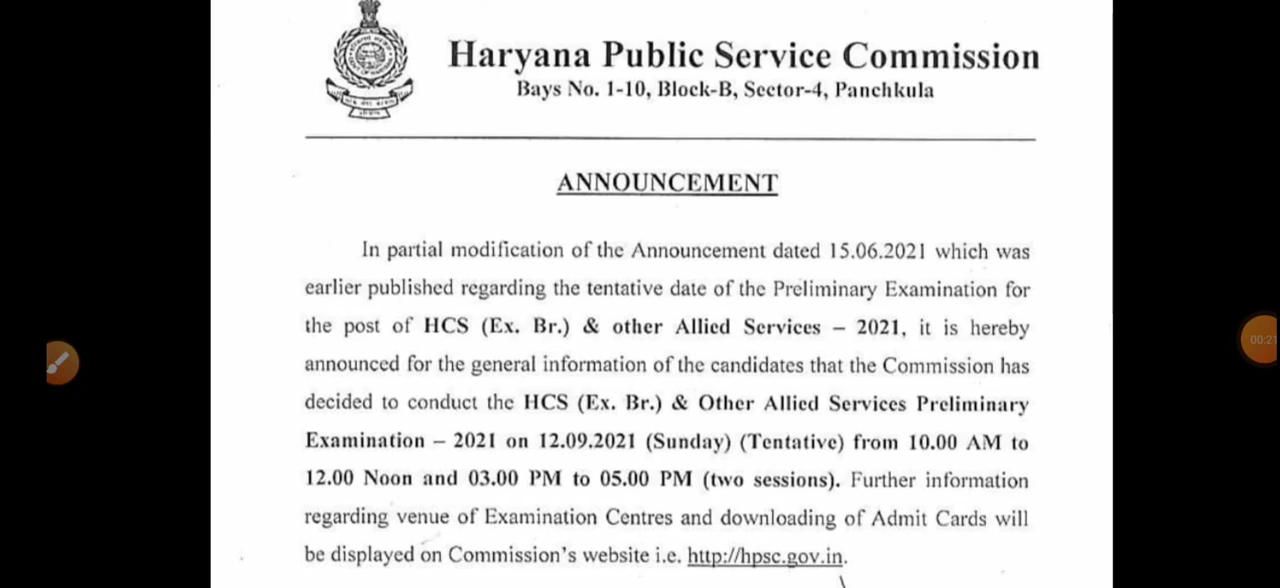 Haryana Public Service Commission
Bays No. 1-10, Block-B, Sector-4, Panchkula
ANNOUNCEMENT
In partial modification of the Announcement dated 15.06.2021 which was
earlier published regarding the tentative date of the Preliminary Examination for
the post of HCS (Ex. Br.) & other Allied Services – 2021, it is hereby
announced for the general information of the candidates that the Commission has
decided to conduct the HCS (Ex. Br.) & Other Allied Services Preliminary
Examination – 2021 on 12.09.2021 (Sunday) (Tentative) from 10.00 AM to
12.00 Noon and 03.00 PM to 05.00 PM (two sessions). Further information
regarding venue of Examination Centres and downloading of Admit Cards will
be displayed on Commission's website i.e. http://hpsc.gov.in.